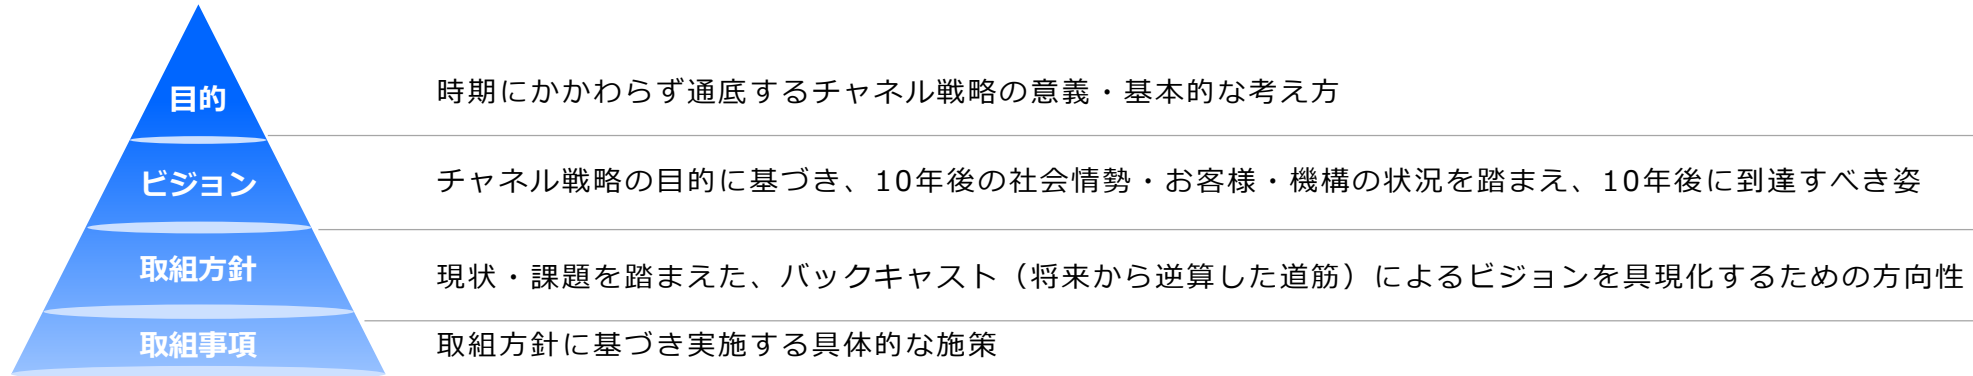 目的
時期にかかわらず通底するチャネル戦略の意義・基本的な考え方
ビジョン
チャネル戦略の目的に基づき、10年後の社会情勢・お客様・機構の状況を踏まえ、10年後に到達すべき姿
取組方針
現状・課題を踏まえた、バックキャスト（将来から逆算した道筋）によるビジョンを具現化するための方向性
取組事項
取組方針に基づき実施する具体的な施策